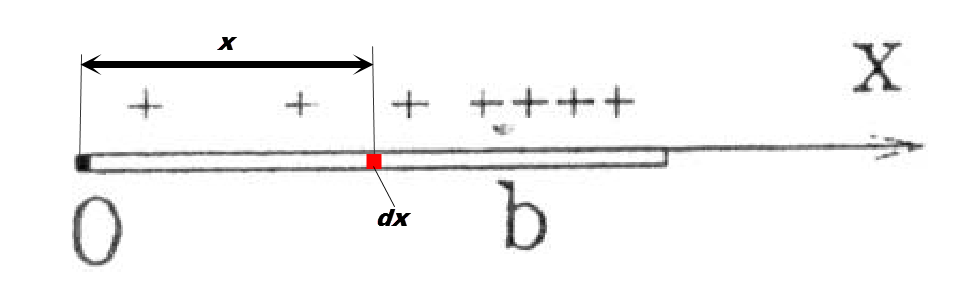 x
X
+ + + + + + +
dx
O b